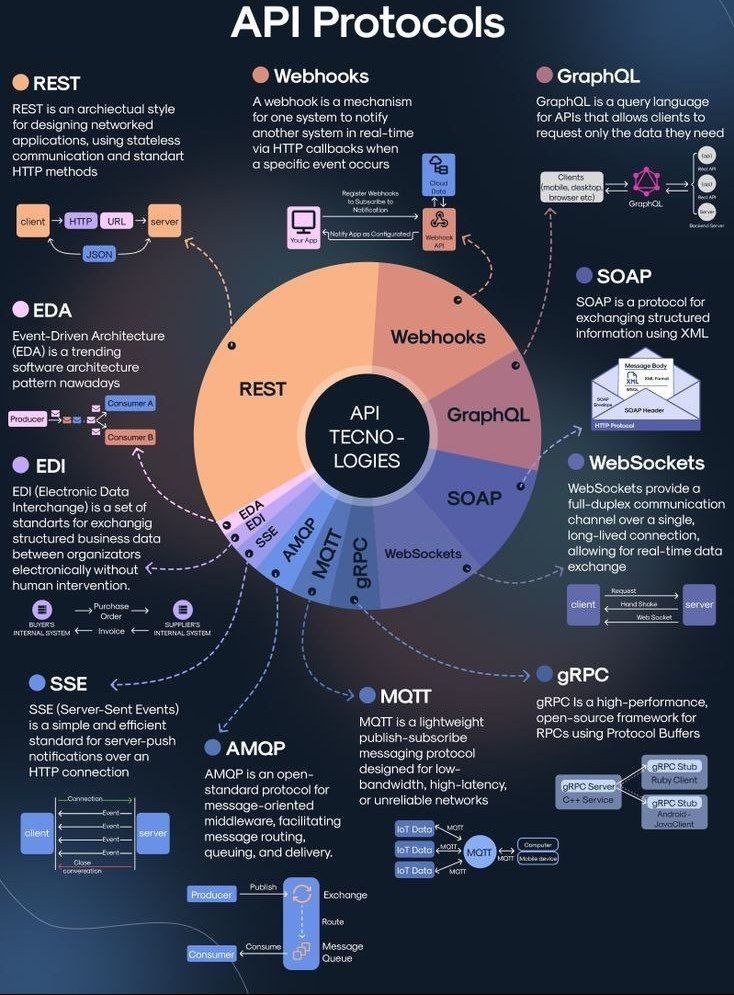 API Protocols
REST
REST is an archiectual style
for designing networked
applications, using stateless
communication and standart
HTTP methods
client
HTTP
URL
server
JSON
Webhooks
A webhook is a mechanism
for one system to notify
another system in real-time
via HTTP callbacks when
a specific event occurs
Cloud
Data
Register Webhooks
to Subscribe to
Notification
Your App
Notify App as Configurated
Webhook
API
GraphQL
GraphQL is a query language
for APIs that allows clients to
request only the data they need
Clients
(mobile, desktop,
browser etc)
GraphQL
{api}
Rest API
{api}
Rest API
Server
Backend Server
EDA
Event-Driven Architecture
(EDA) is a trending
software architecture
pattern nawadays
Producer
Consumer A
Consumer B
SOAP
SOAP is a protocol for
exchanging structured
information using XML
Message Body
XML
XML Format
SOAP
Envelope
SOAP Header
HTTP Protocol
REST
Webhooks
GraphQL
SOAP
WebSockets
gRPC
MQTT
AMQP
SSE
EDI
EDA
API
TECNO-
LOGIES
EDI
EDI (Electronic Data
Interchange) is a set of
standarts for exchangig
structured business data
between organizators
electronically without
human intervention.
BUYER'S
INTERNAL SYSTEM
Purchase
Order
Invoice
SUPPLIER'S
INTERNAL SYSTEM
WebSockets
WebSockets provide a
full-duplex communication
channel over a single,
long-lived connection,
allowing for real-time data
exchange
client
Request
Hand Shake
Web Socket
server
SSE
SSE (Server-Sent Events)
is a simple and efficient
standard for server-push
notifications over an
HTTP connection
client
Connection
Event
Event
Event
Event
Close
conversation
server
AMQP
AMQP is an open-
standard protocol for
message-oriented
middleware, facilitating
message routing,
queuing, and delivery.
Producer
Publish
Exchange
Route
Consumer
Consume
Message
Queue
MQTT
MQTT is a lightweight
publish-subscribe
messaging protocol
designed for low-
bandwidth, high-latency,
or unreliable networks
IoT Data
IoT Data
IoT Data
MQTT
MQTT
MQTT
MQTT
MQTT
Computer
Mobile device
gRPC
gRPC Is a high-performance,
open-source framework for
RPCs using Protocol Buffers
gRPC Server
C++ Service
gRPC Stub
Ruby Client
gRPC Stub
Android -
JavaClient